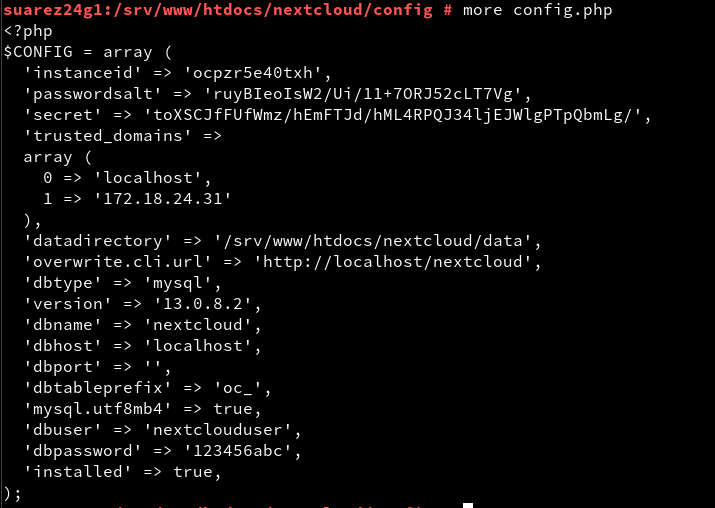 suarez24g1:/srv/www/htdocs/nextcloud/config # more config.php
<?php
$CONFIG = array (
  'instanceid' => 'ocpzr5e40txh',
  'passwordsalt' => 'ruyBIeoIsW2/Ui/11+7ORJ52cLT7Vg',
  'secret' => 'toXSCJfFUfWmz/hEmFTJd/hML4RPQJ34ljEJWlgPTpQbmLg/',
  'trusted_domains' =>
  array (
    0 => 'localhost',
    1 => '172.18.24.31'
  ),
  'datadirectory' => '/srv/www/htdocs/nextcloud/data',
  'overwrite.cli.url' => 'http://localhost/nextcloud',
  'dbtype' => 'mysql',
  'version' => '13.0.8.2',
  'dbname' => 'nextcloud',
  'dbhost' => 'localhost',
  'dbport' => '',
  'dbtableprefix' => 'oc_',
  'mysql.utf8mb4' => true,
  'dbuser' => 'nextclouduser',
  'dbpassword' => '123456abc',
  'installed' => true,
);